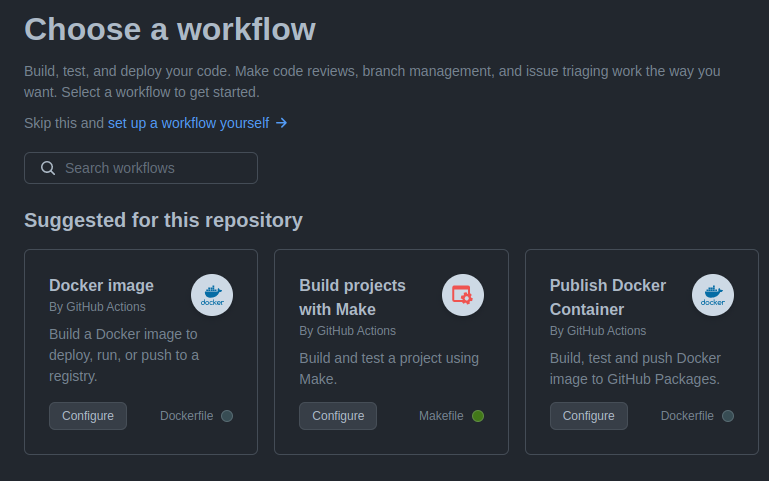 Choose a workflow
Build, test, and deploy your code. Make code reviews, branch management, and issue triaging work the way you
want. Select a workflow to get started.
Skip this and set up a workflow yourself →
Search workflows
Suggested for this repository
Docker image
By GitHub Actions
Build a Docker image to
deploy, run, or push to a
registry.
Configure
Dockerfile
docker
Build projects
with Make
By GitHub Actions
Build and test a project using
Make.
Configure
Makefile
Publish Docker
Container
By GitHub Actions
Build, test and push Docker
image to GitHub Packages.
Configure
Dockerfile
docker